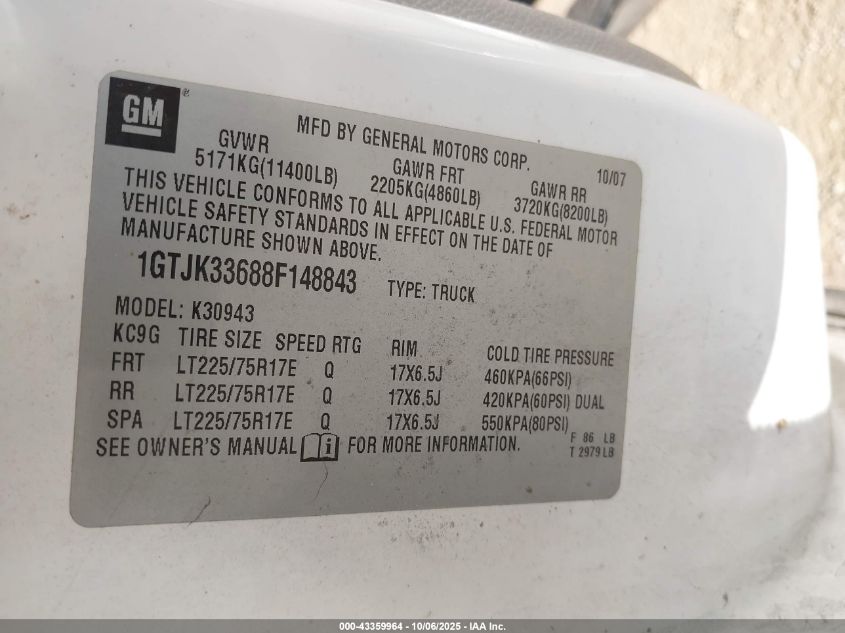 GM ®
MFD BY GENERAL MOTORS CORP. 10/07
GVWR GAWR FRT GAWR RR
5171KG(11400LB) 2205KG(4860LB) 3720KG(8200LB)
THIS VEHICLE CONFORMS TO ALL APPLICABLE U.S. FEDERAL MOTOR
VEHICLE SAFETY STANDARDS IN EFFECT ON THE DATE OF
MANUFACTURE SHOWN ABOVE.
1GTJK33688F148843 TYPE: TRUCK
MODEL: K30943
KC9G TIRE SIZE SPEED RTG RIM COLD TIRE PRESSURE
FRT LT225/75R17E Q 17X6.5J 460KPA(66PSI)
RR LT225/75R17E Q 17X6.5J 420KPA(60PSI) DUAL
SPA LT225/75R17E Q 17X6.5J 550KPA(80PSI)
SEE OWNER'S MANUAL i FOR MORE INFORMATION.
F 86 LB
T 2979 LB
000-43359964 - 10/06/2025 - IAA Inc.